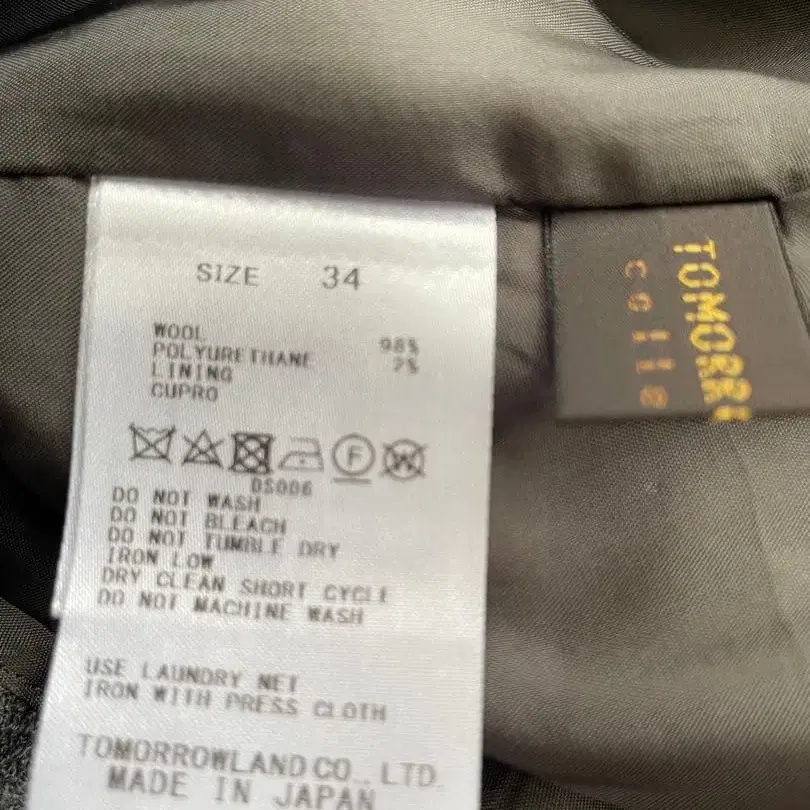 SIZE 34
WOOL 98%
POLYURETHANE 2%
LINING
CUPRO
F W
DS006
DO NOT WASH
DO NOT BLEACH
DO NOT TUMBLE DRY
IRON LOW
DRY CLEAN SHORT CYCLE
DO NOT MACHINE WASH
USE LAUNDRY NET
IRON WITH PRESS CLOTH
TOMORROWLAND CO., LTD.
MADE IN JAPAN
TOMORR
colle